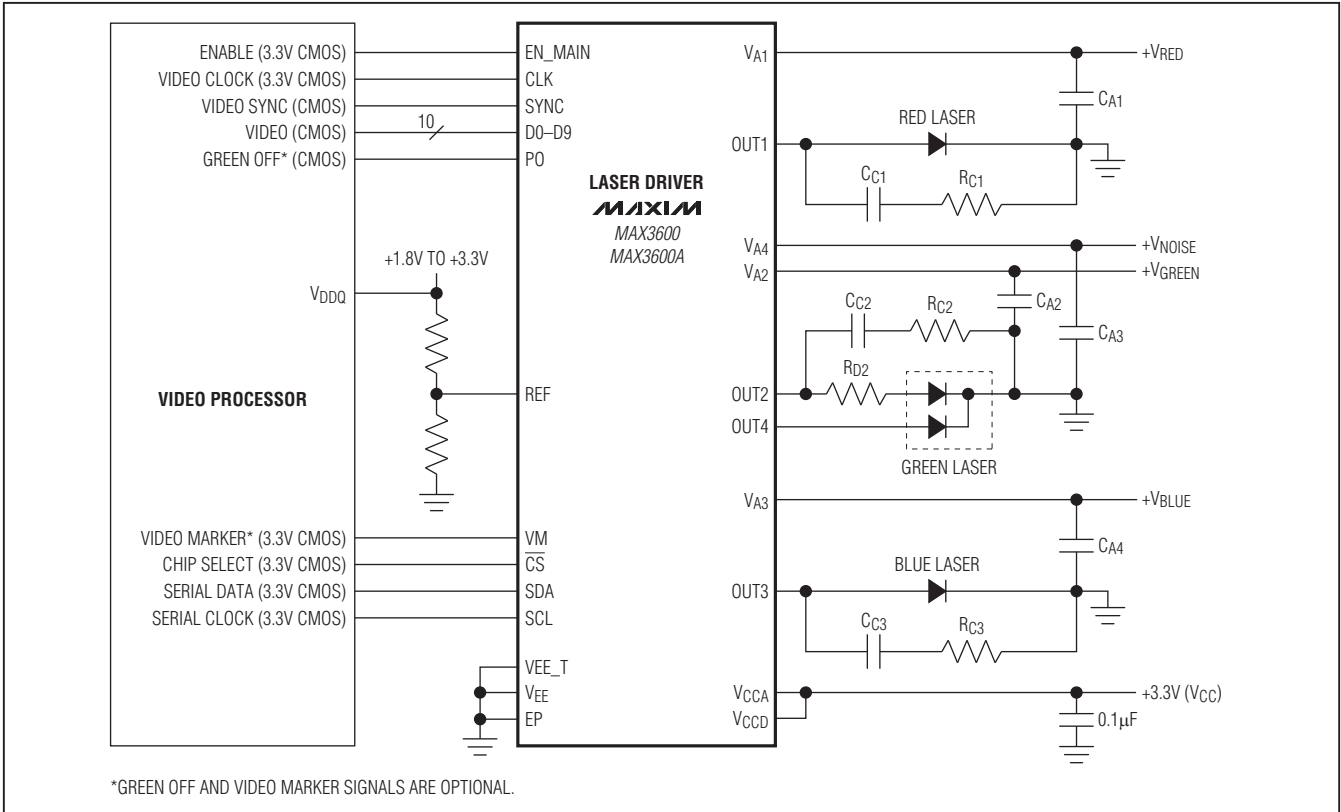 ENABLE (3.3V CMOS)
VIDEO CLOCK (3.3V CMOS)
VIDEO SYNC (CMOS)
VIDEO (CMOS)
GREEN OFF* (CMOS)
10
EN_MAIN
CLK
SYNC
D0–D9
PO
LASER DRIVER
MAXIM
MAX3600
MAX3600A
+1.8V TO +3.3V
VDDQ
REF
VIDEO PROCESSOR
VIDEO MARKER* (3.3V CMOS)
CHIP SELECT (3.3V CMOS)
SERIAL DATA (3.3V CMOS)
SERIAL CLOCK (3.3V CMOS)
VM
CS
SDA
SCL
VEE_T
VEE
EP
VA1
+VRED
CA1
RED LASER
OUT1
CC1
RC1
VA4
+VNOISE
VA2
+VGREEN
CC2
RC2
CA2
CA3
RD2
OUT2
OUT4
GREEN LASER
VA3
+VBLUE
CA4
BLUE LASER
OUT3
CC3
RC3
VCCA
+3.3V (VCC)
VCCD
0.1μF
*GREEN OFF AND VIDEO MARKER SIGNALS ARE OPTIONAL.